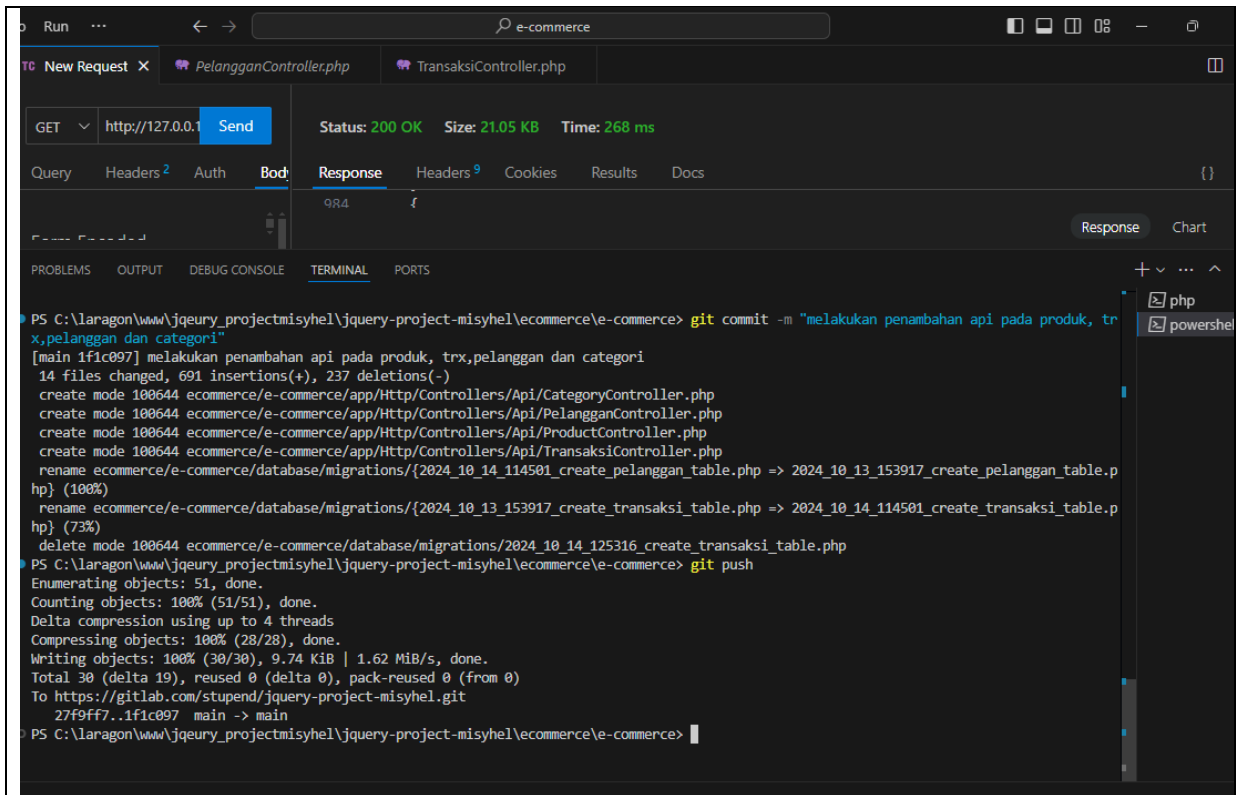 Run ··· ← → e-commerce
TC New Request × PelangganController.php TransaksiController.php
GET http://127.0.0.1 Send Status: 200 OK Size: 21.05 KB Time: 268 ms
Query Headers 2 Auth Body Response Headers 9 Cookies Results Docs {}
984 {
Form Encoded Response Chart
PROBLEMS OUTPUT DEBUG CONSOLE TERMINAL PORTS
php
powershel
PS C:\laragon\www\jqeury_projectmisyhel\jquery-project-misyhel\ecommerce\e-commerce> git commit -m "melakukan penambahan api pada produk, tr
x,pelanggan dan categori"
[main 1f1c097] melakukan penambahan api pada produk, trx,pelanggan dan categori
14 files changed, 691 insertions(+), 237 deletions(-)
create mode 100644 ecommerce/e-commerce/app/Http/Controllers/Api/CategoryController.php
create mode 100644 ecommerce/e-commerce/app/Http/Controllers/Api/PelangganController.php
create mode 100644 ecommerce/e-commerce/app/Http/Controllers/Api/ProductController.php
create mode 100644 ecommerce/e-commerce/app/Http/Controllers/Api/TransaksiController.php
rename ecommerce/e-commerce/database/migrations/{2024_10_14_114501_create_pelanggan_table.php => 2024_10_13_153917_create_pelanggan_table.p
hp} (100%)
rename ecommerce/e-commerce/database/migrations/{2024_10_13_153917_create_transaksi_table.php => 2024_10_14_114501_create_transaksi_table.p
hp} (73%)
delete mode 100644 ecommerce/e-commerce/database/migrations/2024_10_14_125316_create_transaksi_table.php
PS C:\laragon\www\jqeury_projectmisyhel\jquery-project-misyhel\ecommerce\e-commerce> git push
Enumerating objects: 51, done.
Counting objects: 100% (51/51), done.
Delta compression using up to 4 threads
Compressing objects: 100% (28/28), done.
Writing objects: 100% (30/30), 9.74 KiB | 1.62 MiB/s, done.
Total 30 (delta 19), reused 0 (delta 0), pack-reused 0 (from 0)
To https://gitlab.com/stupend/jquery-project-misyhel.git
27f9ff7..1f1c097 main -> main
PS C:\laragon\www\jqeury_projectmisyhel\jquery-project-misyhel\ecommerce\e-commerce>